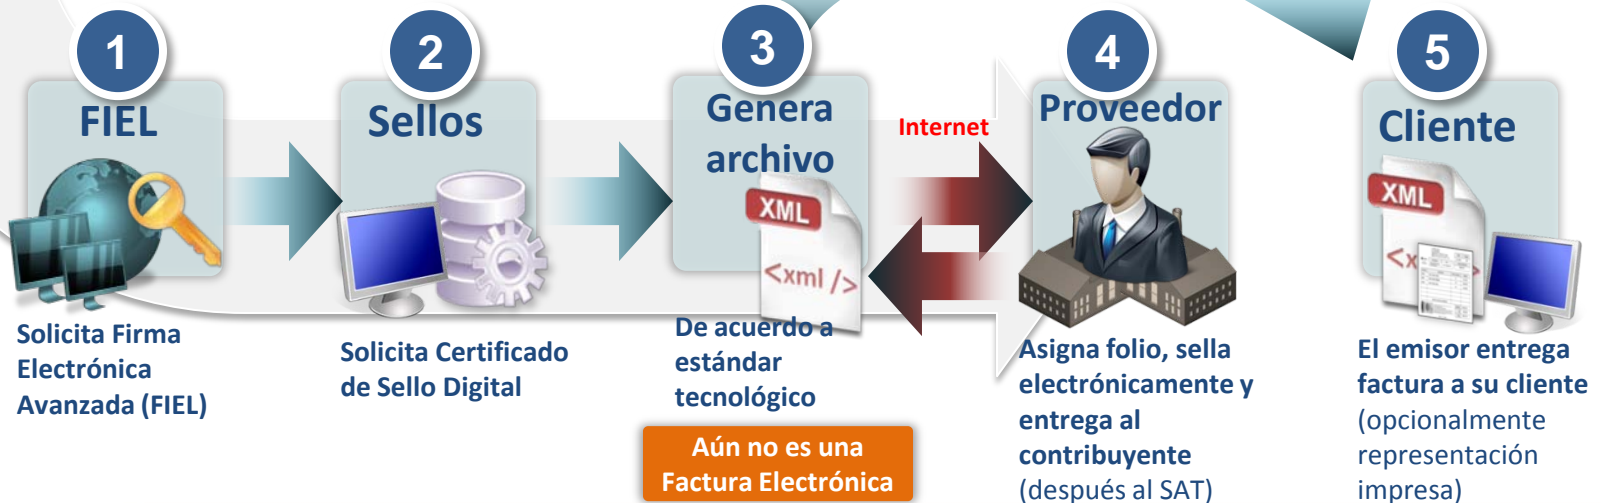 1
FIEL
Solicita Firma
Electrónica
Avanzada (FIEL)
2
Sellos
Solicita Certificado
de Sello Digital
3
Genera
archivo
XML
<xml />
De acuerdo a
estándar
tecnológico
Aún no es una
Factura Electrónica
Internet
4
Proveedor
Asigna folio, sella
electrónicamente y
entrega al
contribuyente
(después al SAT)
5
Cliente
XML
<x
El emisor entrega
factura a su cliente
(opcionalmente
representación
impresa)